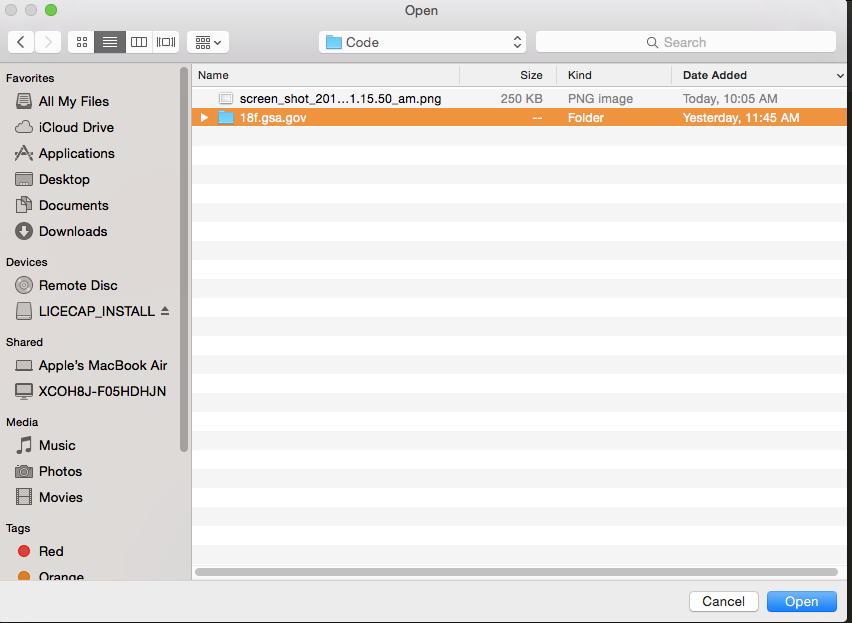 Open
Code
Search
Favorites
All My Files
iCloud Drive
Applications
Desktop
Documents
Downloads
Devices
Remote Disc
LICECAP_INSTALL
Shared
Apple's MacBook Air
XCOH8J-F05HDHJN
Media
Music
Photos
Movies
Tags
Red
Orange
Name Size Kind Date Added
screen_shot_201...1.15.50_am.png 250 KB PNG image Today, 10:05 AM
18f.gsa.gov -- Folder Yesterday, 11:45 AM
Cancel Open